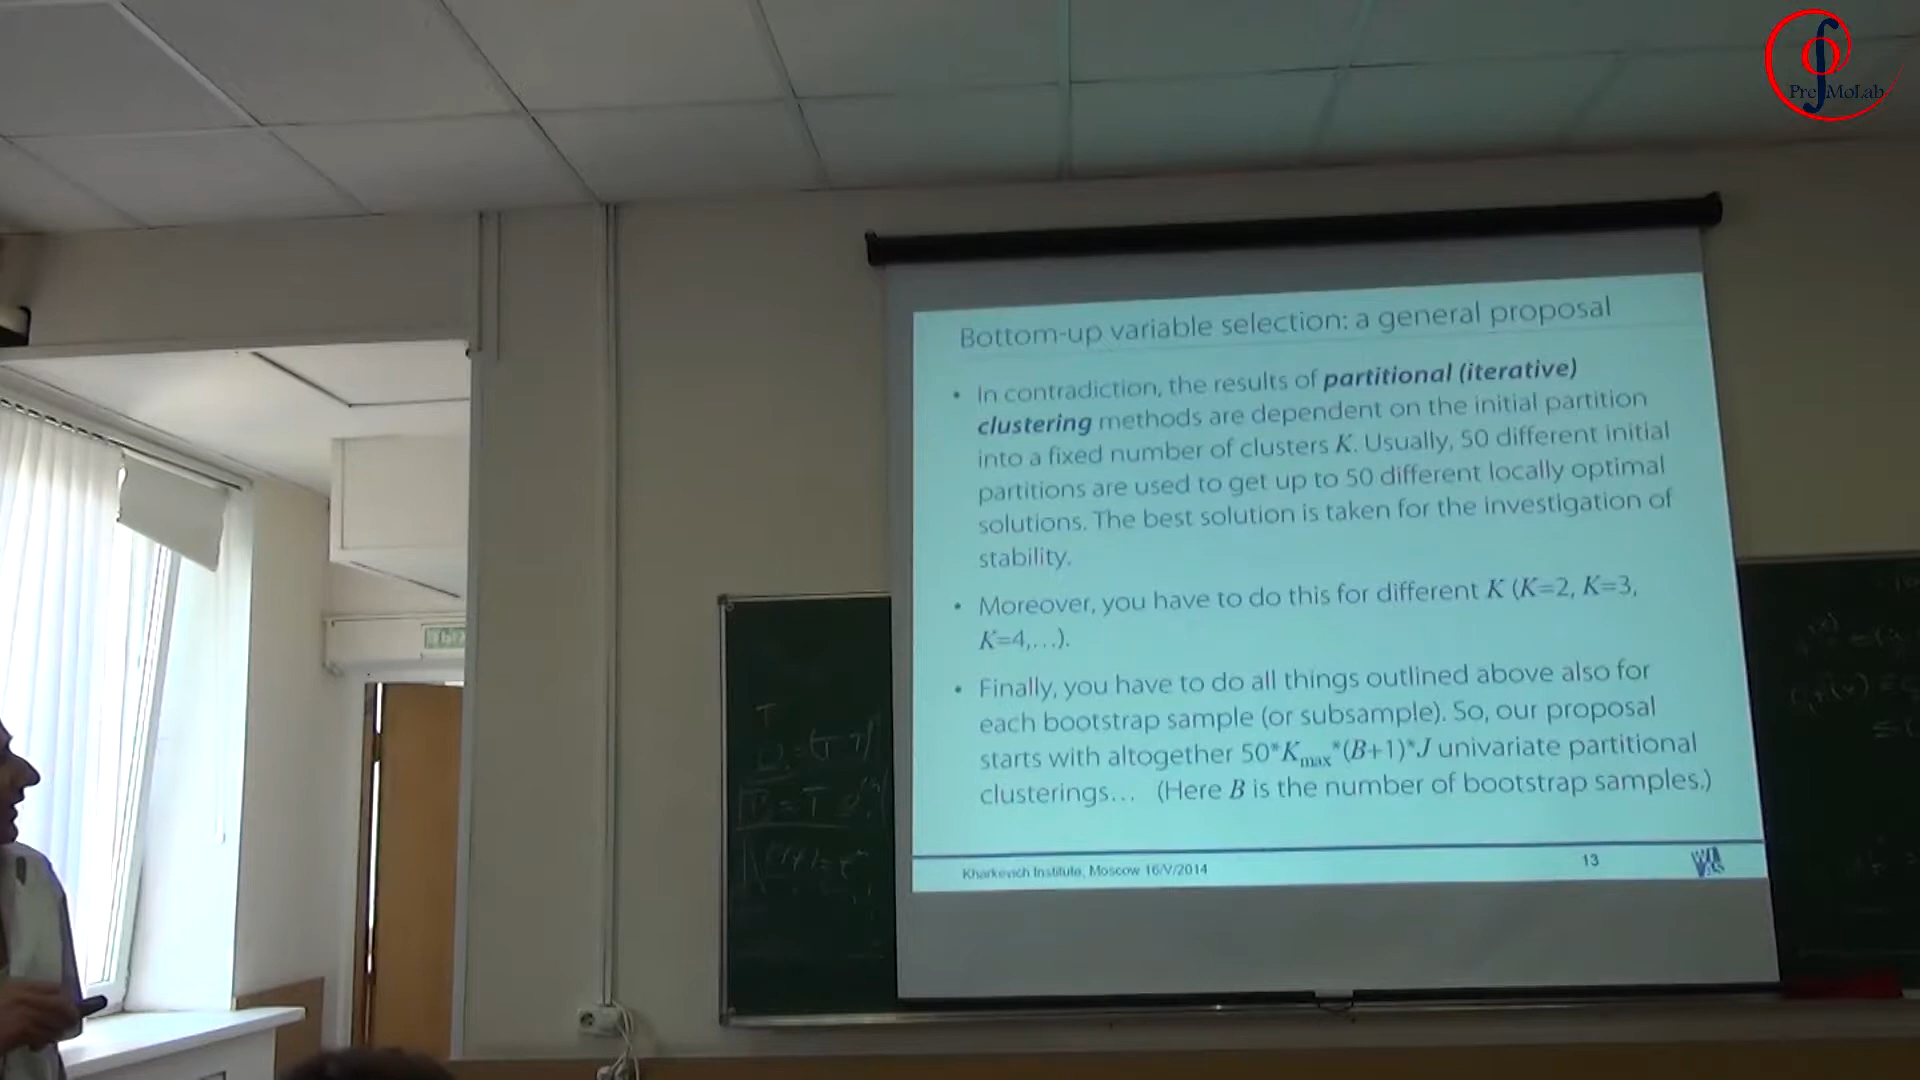 PreMoLab
Bottom-up variable selection: a general proposal
• In contradiction, the results of partitional (iterative)
clustering methods are dependent on the initial partition
into a fixed number of clusters K. Usually, 50 different initial
partitions are used to get up to 50 different locally optimal
solutions. The best solution is taken for the investigation of
stability.
• Moreover, you have to do this for different K (K=2, K=3,
K=4,…).
• Finally, you have to do all things outlined above also for
each bootstrap sample (or subsample). So, our proposal
starts with altogether 50*Kmax*(B+1)*J univariate partitional
clusterings… (Here B is the number of bootstrap samples.)
Kharkevich Institute, Moscow 16/V/2014
13